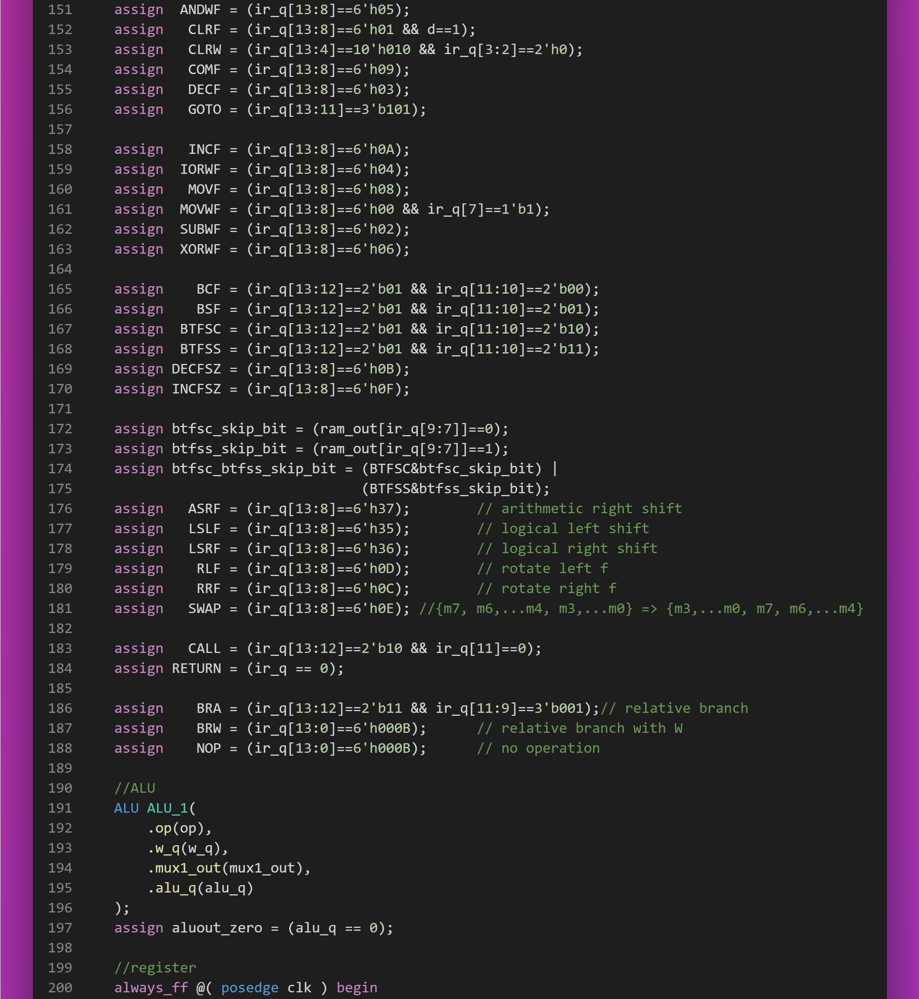 151 assign ANDWF = (ir_q[13:8]==6'h05);
152 assign CLRF = (ir_q[13:8]==6'h01 && d==1);
153 assign CLRW = (ir_q[13:4]==10'h010 && ir_q[3:2]==2'h0);
154 assign COMF = (ir_q[13:8]==6'h09);
155 assign DECF = (ir_q[13:8]==6'h03);
156 assign GOTO = (ir_q[13:11]==3'b101);
157
158 assign INCF = (ir_q[13:8]==6'h0A);
159 assign IORWF = (ir_q[13:8]==6'h04);
160 assign MOVF = (ir_q[13:8]==6'h08);
161 assign MOVWF = (ir_q[13:8]==6'h00 && ir_q[7]==1'b1);
162 assign SUBWF = (ir_q[13:8]==6'h02);
163 assign XORWF = (ir_q[13:8]==6'h06);
164
165 assign BCF = (ir_q[13:12]==2'b01 && ir_q[11:10]==2'b00);
166 assign BSF = (ir_q[13:12]==2'b01 && ir_q[11:10]==2'b01);
167 assign BTFSC = (ir_q[13:12]==2'b01 && ir_q[11:10]==2'b10);
168 assign BTFSS = (ir_q[13:12]==2'b01 && ir_q[11:10]==2'b11);
169 assign DECFSZ = (ir_q[13:8]==6'h0B);
170 assign INCFSZ = (ir_q[13:8]==6'h0F);
171
172 assign btfsc_skip_bit = (ram_out[ir_q[9:7]]==0);
173 assign btfss_skip_bit = (ram_out[ir_q[9:7]]==1);
174 assign btfsc_btfss_skip_bit = (BTFSC&btfsc_skip_bit) |
175 (BTFSS&btfss_skip_bit);
176 assign ASRF = (ir_q[13:8]==6'h37); // arithmetic right shift
177 assign LSLF = (ir_q[13:8]==6'h35); // logical left shift
178 assign LSRF = (ir_q[13:8]==6'h36); // logical right shift
179 assign RLF = (ir_q[13:8]==6'h0D); // rotate left f
180 assign RRF = (ir_q[13:8]==6'h0C); // rotate right f
181 assign SWAP = (ir_q[13:8]==6'h0E); //{m7, m6,...m4, m3,...m0} => {m3,...m0, m7, m6,...m4}
182
183 assign CALL = (ir_q[13:12]==2'b10 && ir_q[11]==0);
184 assign RETURN = (ir_q == 0);
185
186 assign BRA = (ir_q[13:12]==2'b11 && ir_q[11:9]==3'b001);// relative branch
187 assign BRW = (ir_q[13:0]==6'h000B); // relative branch with W
188 assign NOP = (ir_q[13:0]==6'h000B); // no operation
189
190 //ALU
191 ALU ALU_1(
192 .op(op),
193 .w_q(w_q),
194 .mux1_out(mux1_out),
195 .alu_q(alu_q)
196 );
197 assign aluout_zero = (alu_q == 0);
198
199 //register
200 always_ff @( posedge clk ) begin